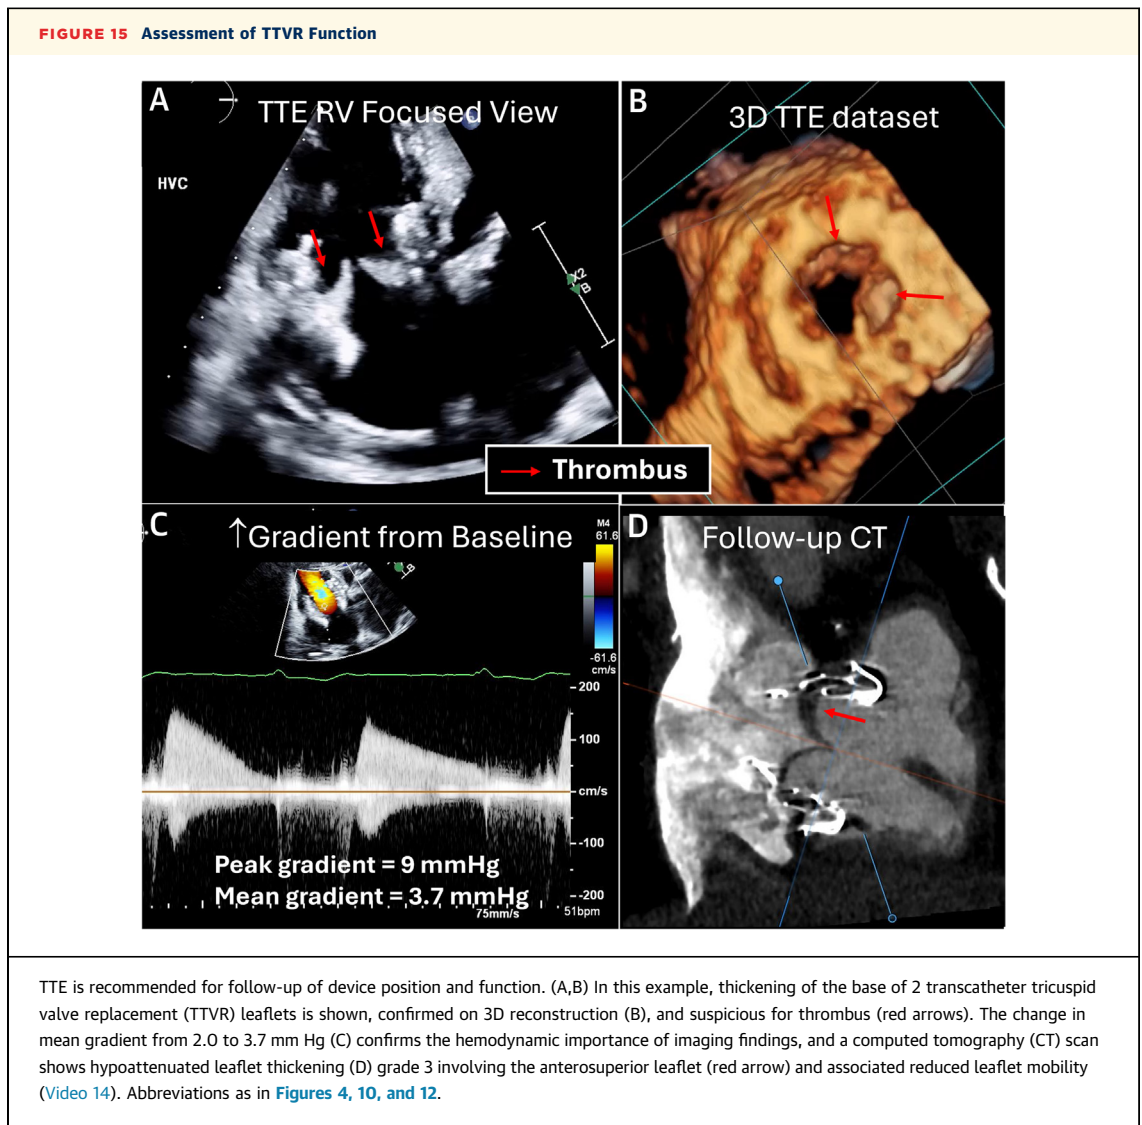 FIGURE 15 Assessment of TTVR Function
A
TTE RV Focused View
HVC
X2
B
B
3D TTE dataset
Thrombus
C
↑Gradient from Baseline
B
M4
61.6
-61.6
cm/s
200
100
cm/s
-100
-200
Peak gradient = 9 mmHg
Mean gradient = 3.7 mmHg
75mm/s
51bpm
D
Follow-up CT
TTE is recommended for follow-up of device position and function. (A,B) In this example, thickening of the base of 2 transcatheter tricuspid
valve replacement (TTVR) leaflets is shown, confirmed on 3D reconstruction (B), and suspicious for thrombus (red arrows). The change in
mean gradient from 2.0 to 3.7 mm Hg (C) confirms the hemodynamic importance of imaging findings, and a computed tomography (CT) scan
shows hypoattenuated leaflet thickening (D) grade 3 involving the anterosuperior leaflet (red arrow) and associated reduced leaflet mobility
(Video 14). Abbreviations as in Figures 4, 10, and 12.